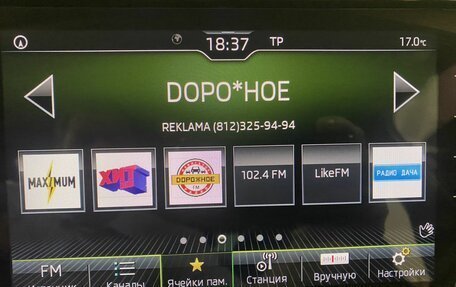 18:37 TP 17.0°C
DOPO*HOE
REKLAMA (812)325-94-94
MAXIMUM ХИТ ДОРОЖНОЕ FM 102.4 FM LikeFM РАДИО ДАЧА
FM Каналы Ячейки пам. Станция Вручную Настройки